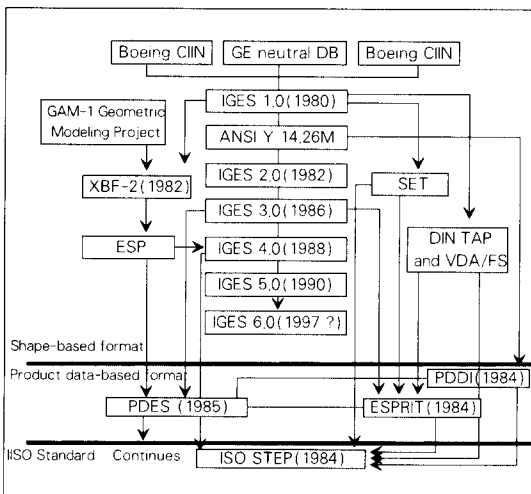 Boeing CIIN
GE neutral DB
Boeing CIIN
IGES 1.0(1980)
GAM-1 Geometric
Modeling Project
ANSI Y 14.26M
XBF-2(1982)
IGES 2.0(1982)
SET
IGES 3.0(1986)
ESP
IGES 4.0(1988)
DIN TAP
and VDA/FS
IGES 5.0(1990)
IGES 6.0(1997 ?)
Shape-based format
Product data-based format
PDDI(1984)
PDES (1985)
ESPRIT(1984)
IISO Standard
Continues
ISO STEP(1984)